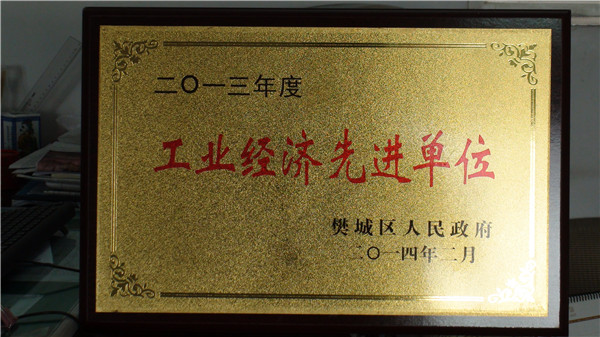 二〇一三年度
工业经济先进单位
樊城区人民政府
二〇一四年二月